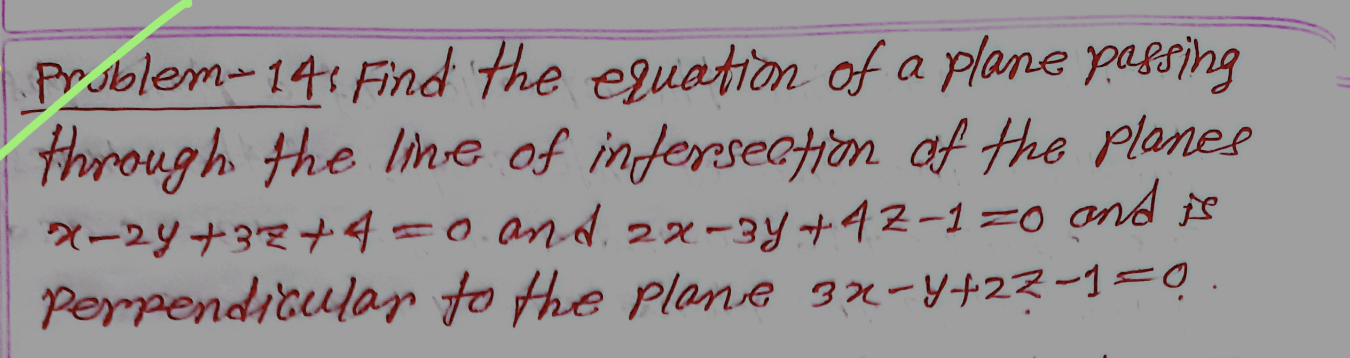 Problem-14: Find the equation of a plane passing
through the line of intersection of the planes
x-2y+3z+4=0 and 2x-3y+4z-1=0 and is
perpendicular to the plane 3x-y+2z-1=0.